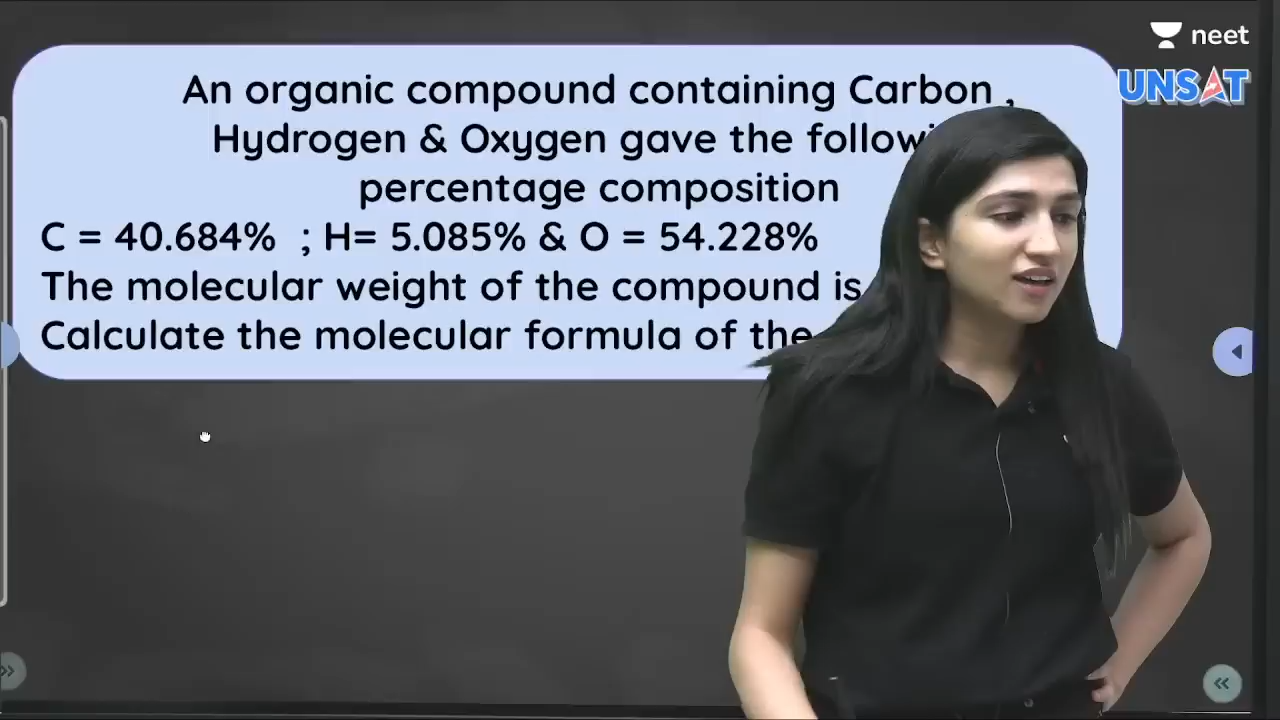 neet
UNSAT
An organic compound containing Carbon ,
Hydrogen & Oxygen gave the
percentage composition
C = 40.684% ; H= 5.085% & O = 54.228%
The molecular weight of the compound is
Calculate the molecular formula of the